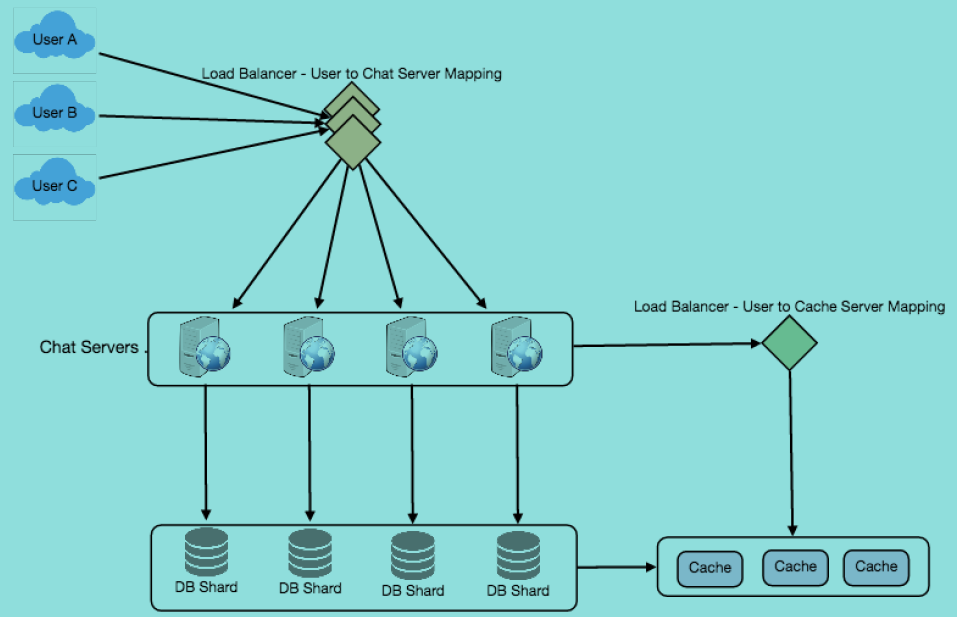 User A
Load Balancer - User to Chat Server Mapping
User B
User C
Load Balancer - User to Cache Server Mapping
Chat Servers .
DB Shard
DB Shard
DB Shard
DB Shard
Cache
Cache
Cache